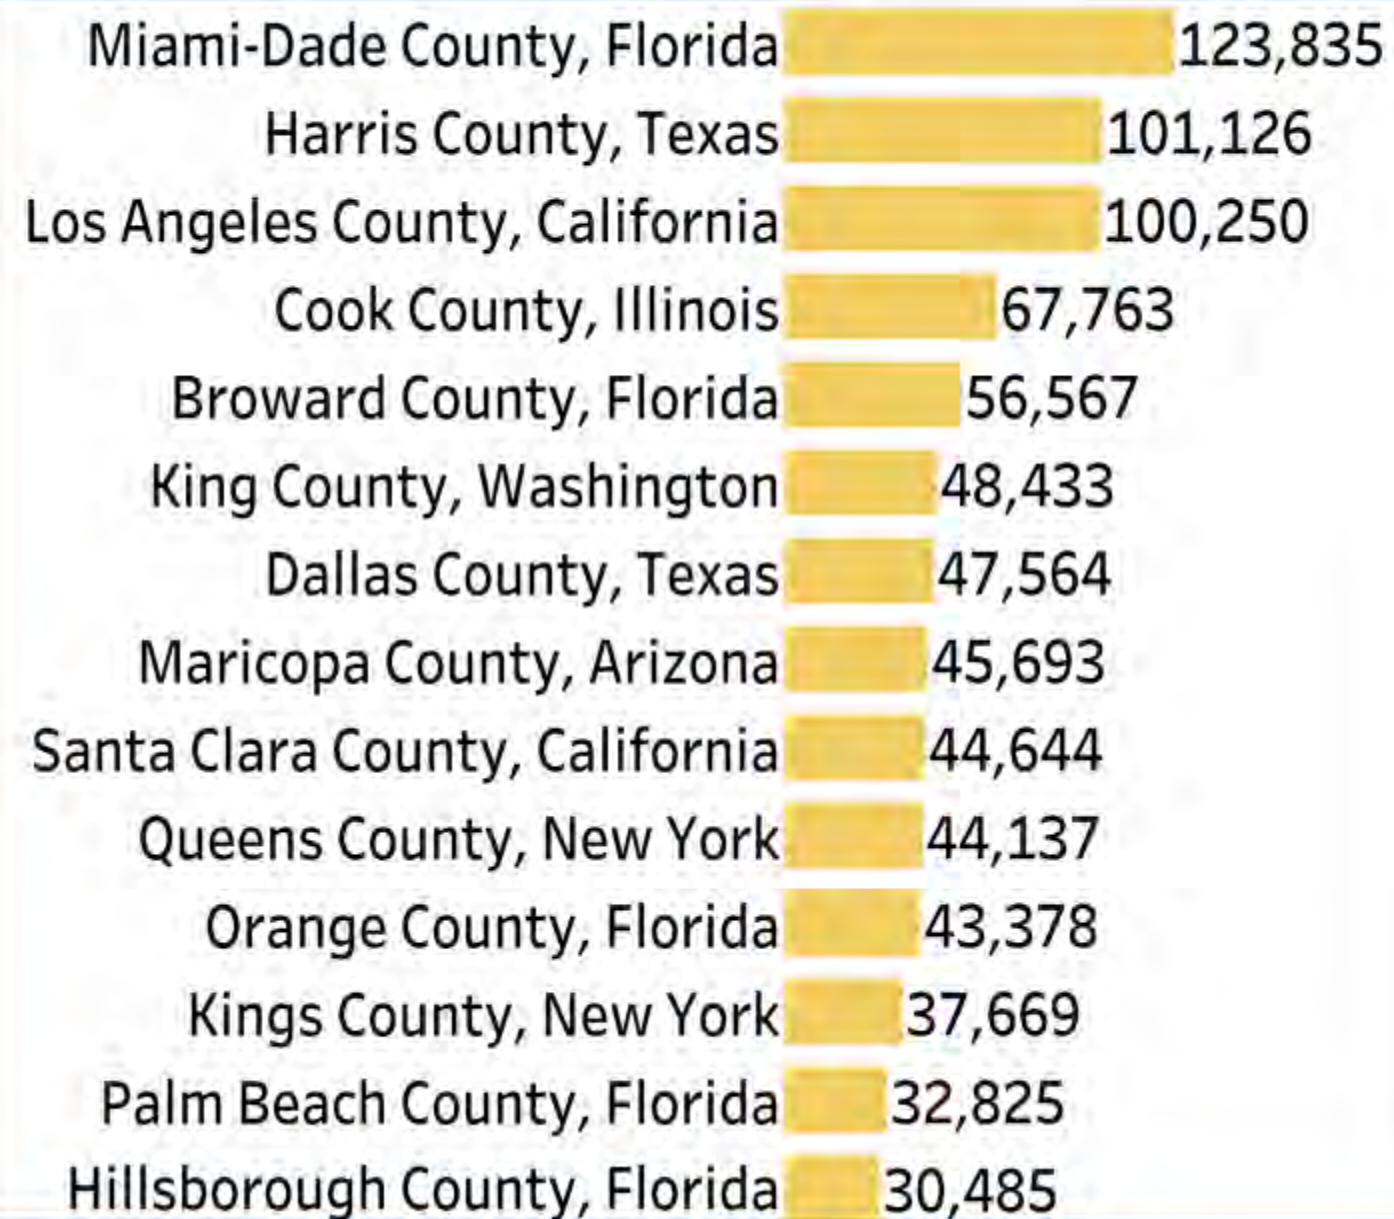 Miami-Dade County, Florida 123,835
Harris County, Texas 101,126
Los Angeles County, California 100,250
Cook County, Illinois 67,763
Broward County, Florida 56,567
King County, Washington 48,433
Dallas County, Texas 47,564
Maricopa County, Arizona 45,693
Santa Clara County, California 44,644
Queens County, New York 44,137
Orange County, Florida 43,378
Kings County, New York 37,669
Palm Beach County, Florida 32,825
Hillsborough County, Florida 30,485